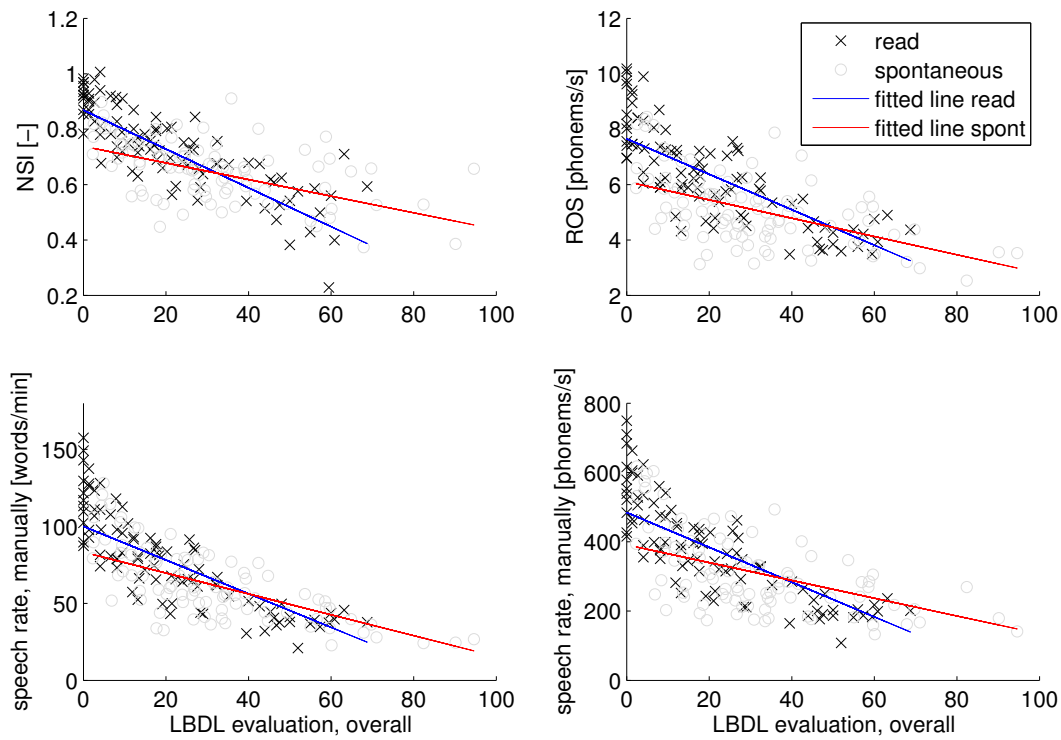 1.2
1
0.8
0.6
0.4
0.2
NSI [–]
0 20 40 60 80 100
12
10
8
6
4
2
ROS [phonems/s]
0 20 40 60 80 100
read
spontaneous
fitted line read
fitted line spont
150
100
50
0
speech rate, manually [words/min]
0 20 40 60 80 100
LBDL evaluation, overall
800
600
400
200
0
speech rate, manually [phonems/s]
0 20 40 60 80 100
LBDL evaluation, overall